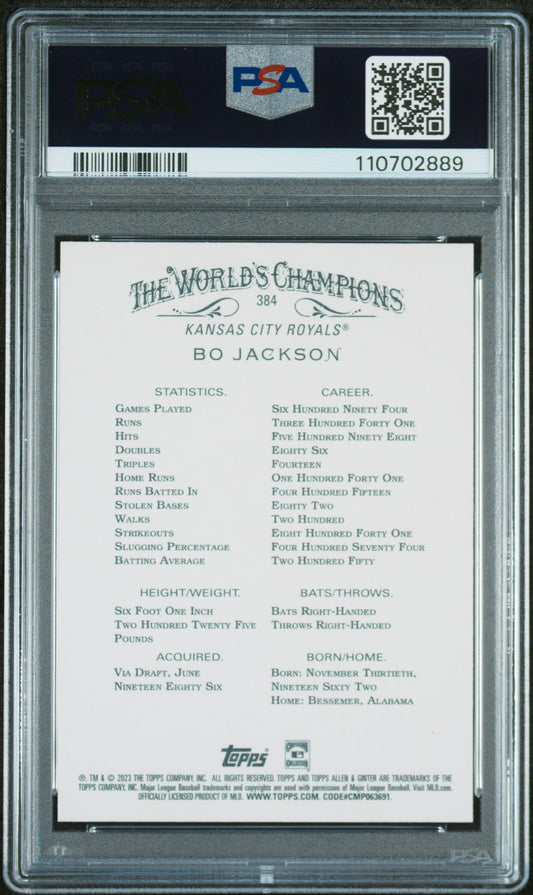 PSA PSA PSA
PSA
PSA
PSA PSA PSA
110702889
THE WORLD'S CHAMPIONS
384
KANSAS CITY ROYALS®
BO JACKSON
STATISTICS. CAREER.
GAMES PLAYED SIX HUNDRED NINETY FOUR
RUNS THREE HUNDRED FORTY ONE
HITS FIVE HUNDRED NINETY EIGHT
DOUBLES EIGHTY SIX
TRIPLES FOURTEEN
HOME RUNS ONE HUNDRED FORTY ONE
RUNS BATTED IN FOUR HUNDRED FIFTEEN
STOLEN BASES EIGHTY TWO
WALKS TWO HUNDRED
STRIKEOUTS EIGHT HUNDRED FORTY ONE
SLUGGING PERCENTAGE FOUR HUNDRED SEVENTY FOUR
BATTING AVERAGE TWO HUNDRED FIFTY
HEIGHT/WEIGHT. BATS/THROWS.
SIX FOOT ONE INCH BATS RIGHT-HANDED
TWO HUNDRED TWENTY FIVE THROWS RIGHT-HANDED
POUNDS
ACQUIRED. BORN/HOME.
VIA DRAFT, JUNE BORN: NOVEMBER THIRTIETH,
NINETEEN EIGHTY SIX NINETEEN SIXTY TWO
HOME: BESSEMER, ALABAMA
Topps
®, TM & © 2023 THE TOPPS COMPANY, INC. ALL RIGHTS RESERVED. TOPPS AND TOPPS ALLEN & GINTER ARE TRADEMARKS OF THE
TOPPS COMPANY, INC. Major League Baseball trademarks and copyrights are used with permission of Major League Baseball. Visit MLB.com.
OFFICIALLY LICENSED PRODUCT OF MLB. WWW.TOPPS.COM. CODE#CMP063691.
PSA